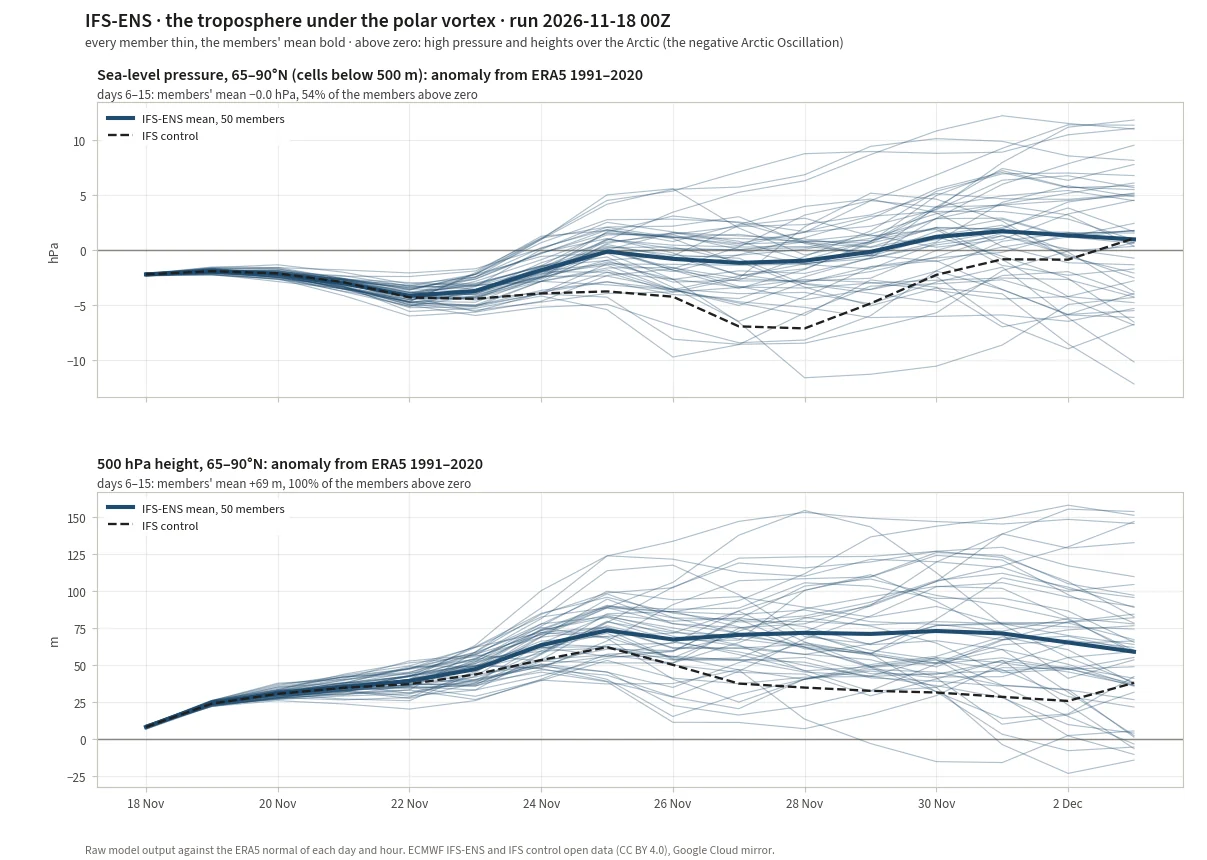 IFS-ENS · the troposphere under the polar vortex · run 2026-11-18 00Z
every member thin, the members' mean bold · above zero: high pressure and heights over the Arctic (the negative Arctic Oscillation)
Sea-level pressure, 65–90°N (cells below 500 m): anomaly from ERA5 1991–2020
days 6–15: members' mean −0.0 hPa, 54% of the members above zero
IFS-ENS mean, 50 members
IFS control
10
5
0
−5
−10
hPa
500 hPa height, 65–90°N: anomaly from ERA5 1991–2020
days 6–15: members' mean +69 m, 100% of the members above zero
IFS-ENS mean, 50 members
IFS control
150
125
100
75
50
25
0
−25
m
18 Nov 20 Nov 22 Nov 24 Nov 26 Nov 28 Nov 30 Nov 2 Dec
Raw model output against the ERA5 normal of each day and hour. ECMWF IFS-ENS and IFS control open data (CC BY 4.0), Google Cloud mirror.